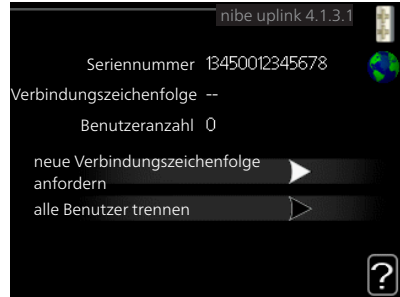 nibe uplink 4.1.3.1
Seriennummer 13450012345678
Verbindungszeichenfolge --
Benutzeranzahl 0
neue Verbindungszeichenfolge
anfordern
alle Benutzer trennen
?